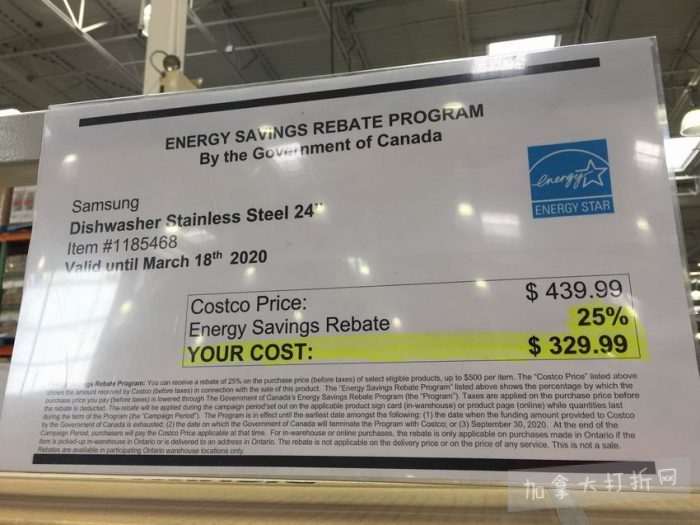 ENERGY SAVINGS REBATE PROGRAM
By the Government of Canada
energy
ENERGY STAR
Samsung
Dishwasher Stainless Steel 24"
Item #1185468
Valid until March 18th 2020
Costco Price: $ 439.99
Energy Savings Rebate 25%
YOUR COST: $ 329.99
gs Rebate Program: You can receive a rebate of 25% on the purchase price (before taxes) of select eligible products, up to $500 per item. The "Costco Price" listed above
shows the amount received by Costco (before taxes) in connection with the sale of this product. The "Energy Savings Rebate Program" listed above shows the percentage by which the
purchase price you pay (before taxes) is lowered through The Government of Canada's Energy Savings Rebate Program (the "Program"). Taxes are applied on the purchase price before
the rebate is deducted. The rebate will be applied during the campaign period set out on the applicable product sign card (in-warehouse) or product page (online) while quantities last
during the term of the Program (the "Campaign Period"). The Program is in effect until the earliest date amongst the following: (1) the date when the funding amount provided to Costco
by the Government of Canada is exhausted; (2) the date on which the Government of Canada will terminate the Program with Costco; or (3) September 30, 2020. At the end of the
Campaign Period, purchasers will pay the Costco Price applicable at that time. For in-warehouse or online purchases, the rebate is only applicable on purchases made in Ontario if the
item is picked-up in-warehouse in Ontario or is delivered to an address in Ontario. The rebate is not applicable on the delivery price or on the price of any service. This is not a sale.
Rebates are available in participating Ontario warehouse locations only.
加拿大打折网